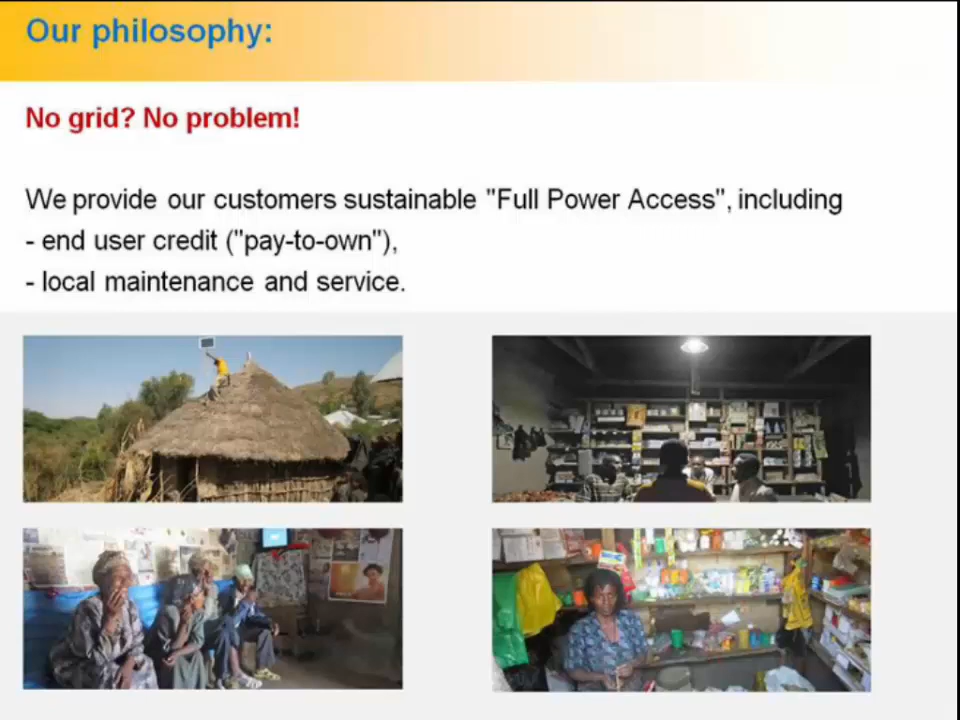 Our philosophy:
No grid? No problem!
We provide our customers sustainable "Full Power Access", including
- end user credit ("pay-to-own"),
- local maintenance and service.